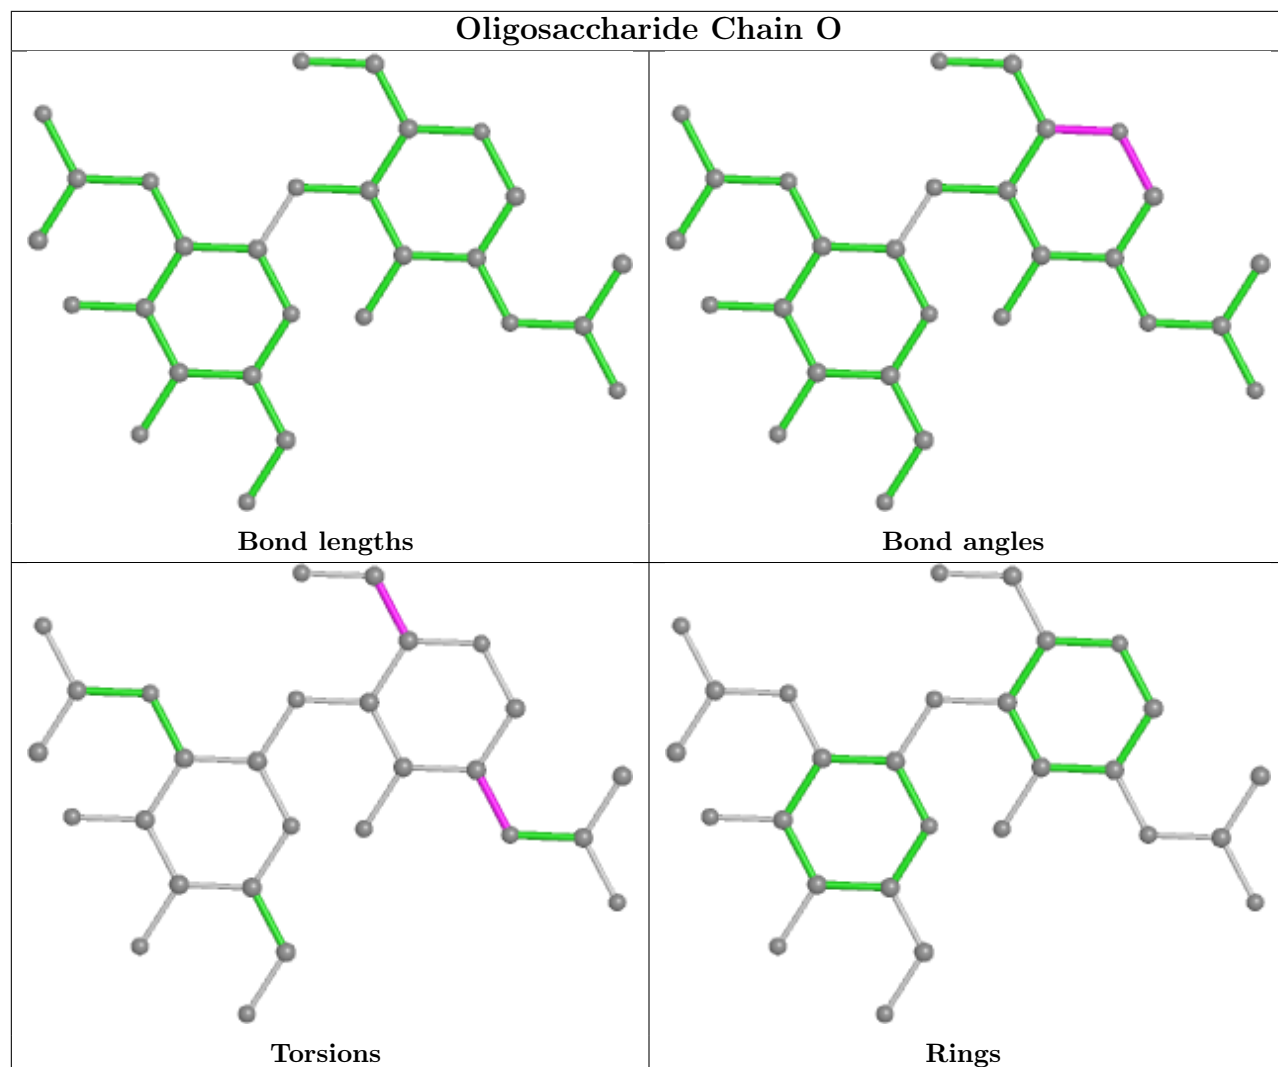 Oligosaccharide Chain O
Bond lengths
Bond angles
Torsions
Rings